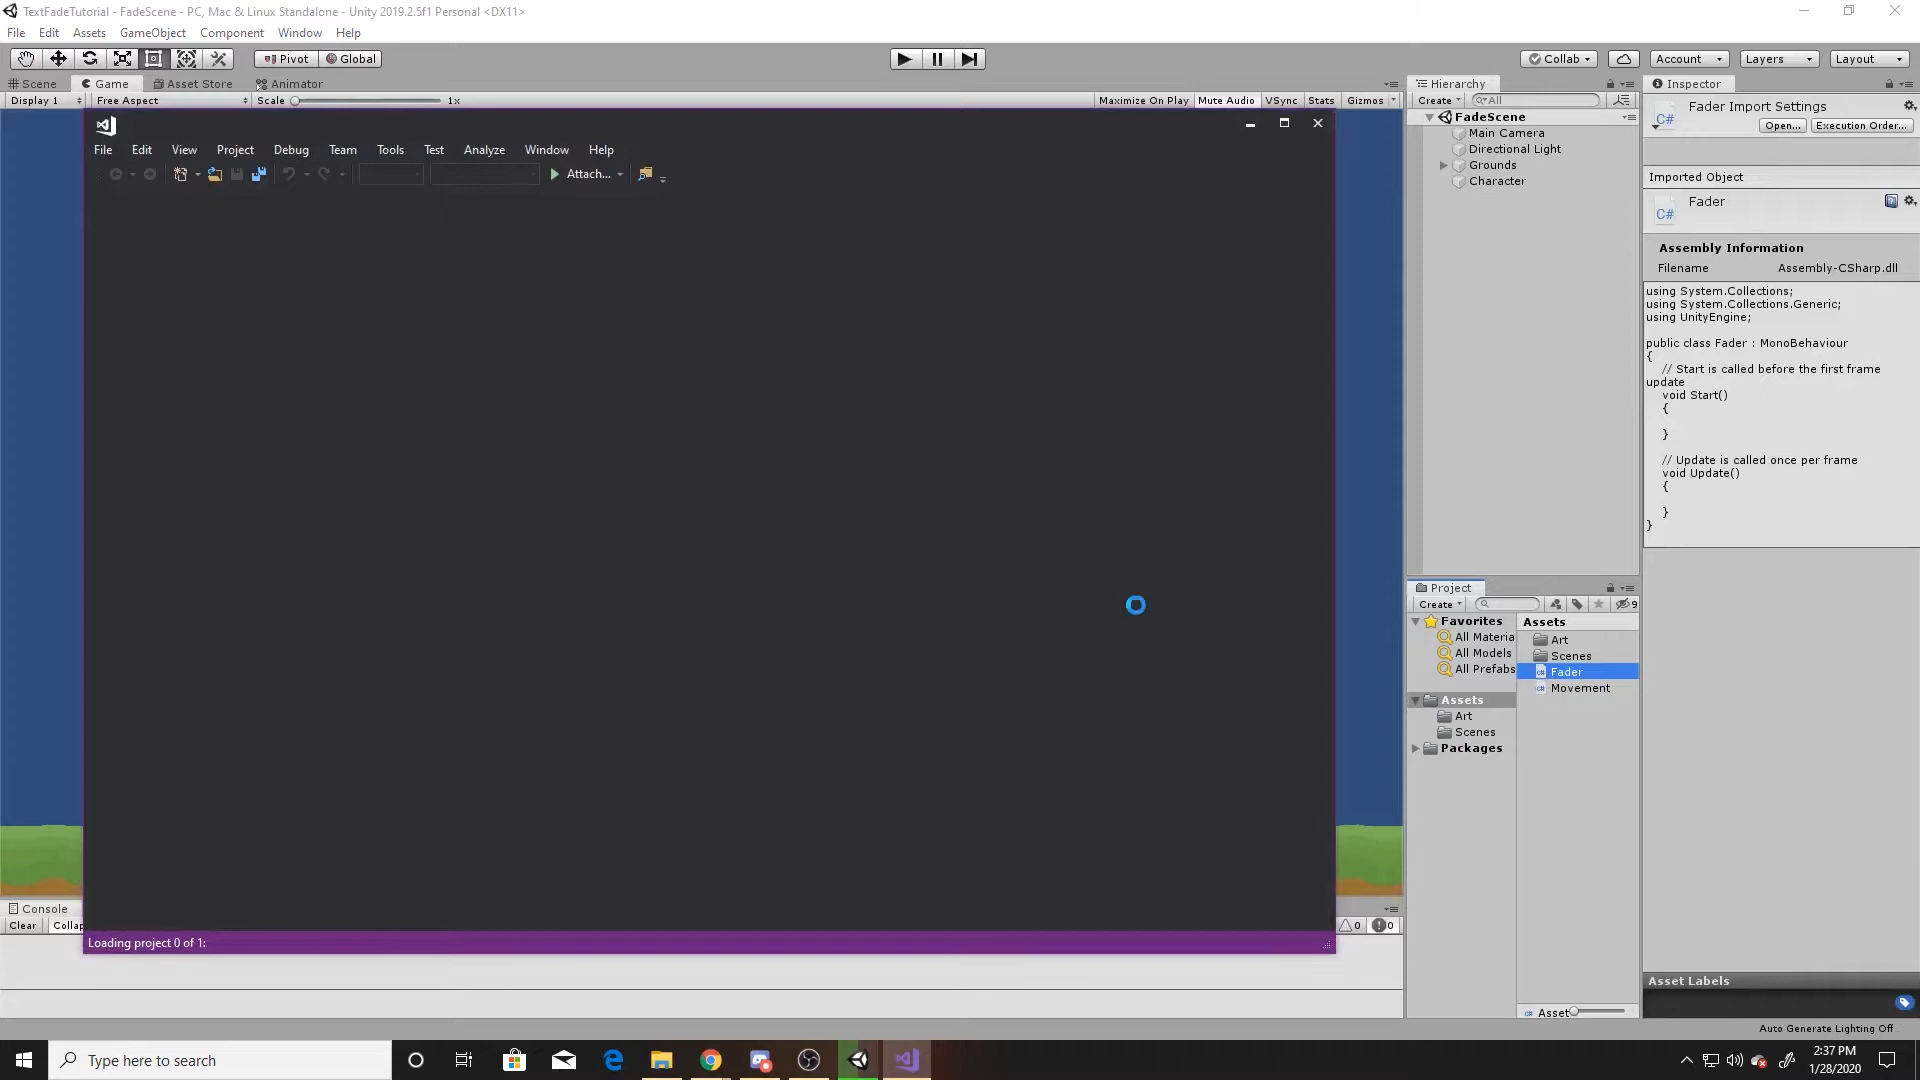 TextFadeTutorial - FadeScene - PC, Mac & Linux Standalone - Unity 2019.2.5f1 Personal <DX11>
File Edit Assets GameObject Component Window Help
Pivot Global Collab Account Layers Layout
Scene Game Asset Store Animator Hierarchy Inspector
Display 1 Free Aspect Scale 1x Maximize On Play Mute Audio VSync Stats Gizmos Create All
FadeScene
Main Camera
Directional Light
Grounds
Character
File Edit View Project Debug Team Tools Test Analyze Window Help
Attach...
Loading project 0 of 1:
Fader Import Settings
C# Open... Execution Order...
Imported Object
Fader
C#
Assembly Information
Filename Assembly-CSharp.dll
using System.Collections;
using System.Collections.Generic;
using UnityEngine;
public class Fader : MonoBehaviour
{
// Start is called before the first frame
update
void Start()
{
}
// Update is called once per frame
void Update()
{
}
}
Project
Create 9
Favorites
All Materia
All Models
All Prefabs
Assets
Art
Scenes
Packages
Assets
Art
Scenes
Fader
Movement
Asset
Asset Labels
Console
Clear Collap 0 0
Auto Generate Lighting Off
Type here to search
2:37 PM
1/28/2020